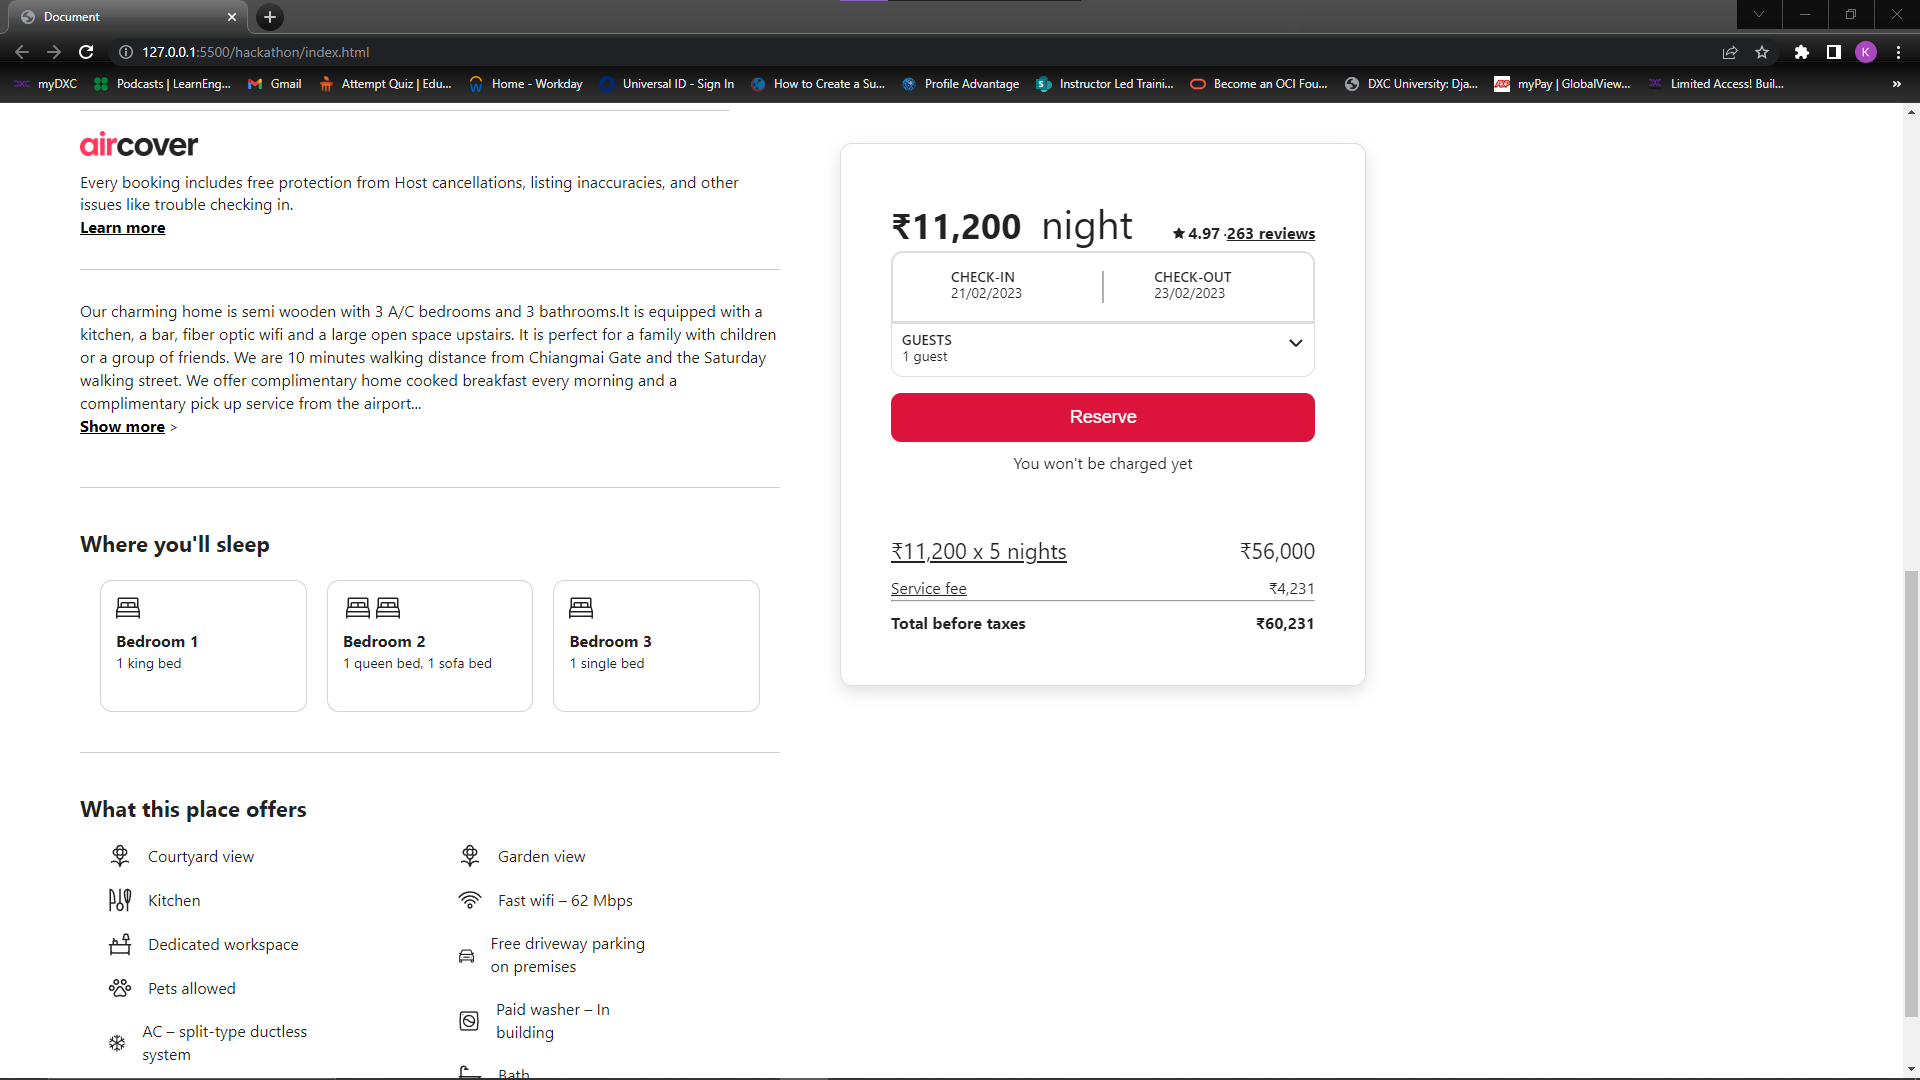 Document
127.0.0.1:5500/hackathon/index.html
K
myDXC
Podcasts | LearnEng...
Gmail
Attempt Quiz | Edu...
Home - Workday
Universal ID - Sign In
How to Create a Su...
Profile Advantage
Instructor Led Traini...
Become an OCI Fou...
DXC University: Dja...
myPay | GlobalView...
Limited Access! Buil...
»
aircover
Every booking includes free protection from Host cancellations, listing inaccuracies, and other
issues like trouble checking in.
Learn more
Our charming home is semi wooden with 3 A/C bedrooms and 3 bathrooms.It is equipped with a
kitchen, a bar, fiber optic wifi and a large open space upstairs. It is perfect for a family with children
or a group of friends. We are 10 minutes walking distance from Chiangmai Gate and the Saturday
walking street. We offer complimentary home cooked breakfast every morning and a
complimentary pick up service from the airport...
Show more >
Where you'll sleep
Bedroom 1
1 king bed
Bedroom 2
1 queen bed, 1 sofa bed
Bedroom 3
1 single bed
What this place offers
Courtyard view
Garden view
Kitchen
Fast wifi – 62 Mbps
Dedicated workspace
Free driveway parking
on premises
Pets allowed
Paid washer – In
building
AC – split-type ductless
system
Bath
₹11,200 night
★ 4.97 ·263 reviews
CHECK-IN
21/02/2023
CHECK-OUT
23/02/2023
GUESTS
1 guest
Reserve
You won't be charged yet
₹11,200 x 5 nights ₹56,000
Service fee ₹4,231
Total before taxes ₹60,231